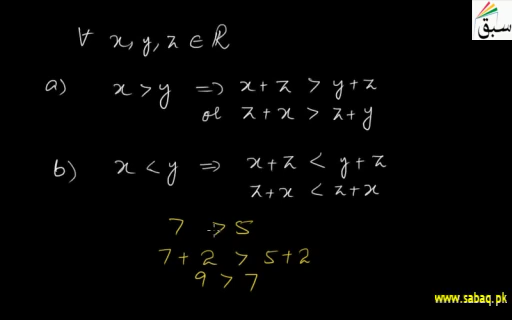 ∀ x, y, z ∈ R
سبق
a) x > y ⇒ x + z > y + z
or z + x > z + y
b) x < y ⇒ x + z < y + z
z + x < z + x
7 > 5
7 + 2 > 5 + 2
9 > 7
www.sabaq.pk